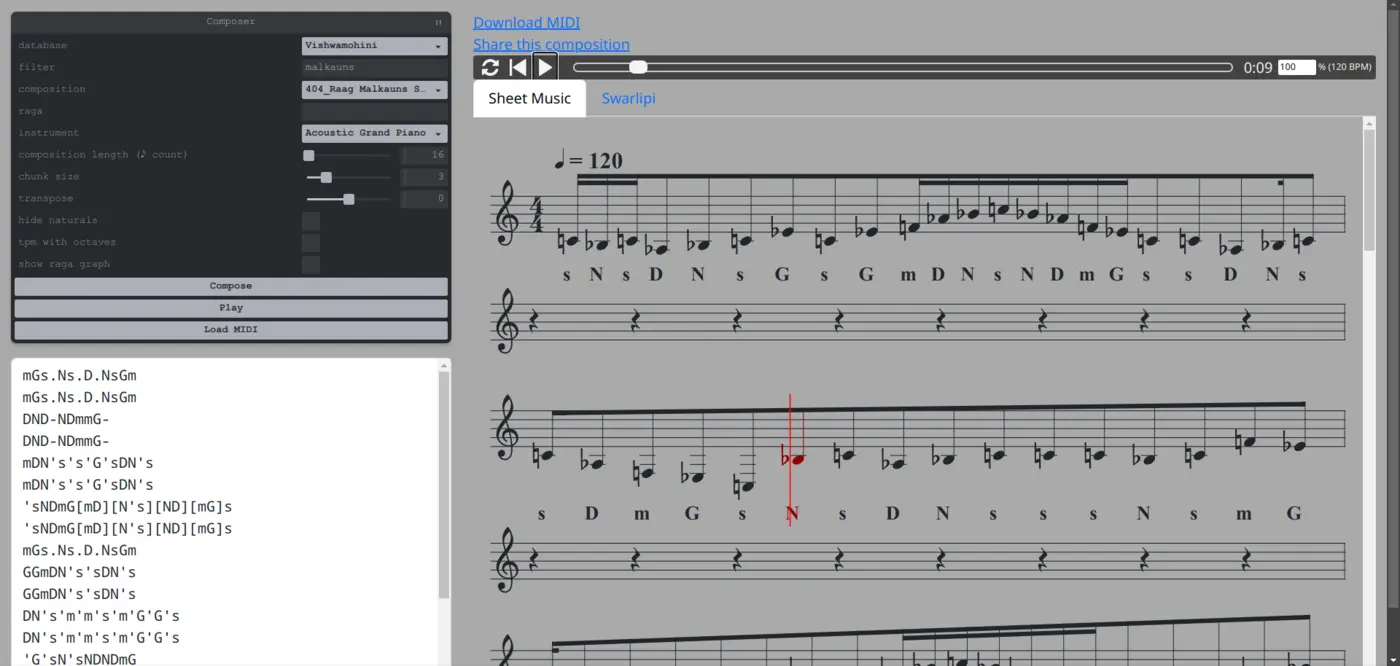 Composer
database Vishwamohini
filter malkauns
composition 404_Raag Malkauns S…
raga
instrument Acoustic Grand Piano
composition length (♪ count) 16
chunk size 3
transpose 0
hide naturals
tpm with octaves
show raga graph
Compose
Play
Load MIDI
mGs.Ns.D.NsGm
mGs.Ns.D.NsGm
DND-NDmmG-
DND-NDmmG-
mDN's's'G'sDN's
mDN's's'G'sDN's
'sNDmG[mD][N's][ND][mG]s
'sNDmG[mD][N's][ND][mG]s
mGs.Ns.D.NsGm
GGmDN's'sDN's
GGmDN's'sDN's
DN's'm'm's'm'G'G's
DN's'm'm's'm'G'G's
'G'sN'sNDNDmG
Download MIDI
Share this composition
0:09 100 % (120 BPM)
Sheet Music Swarlipi
♩ = 120
4
4
s N s D N s G s G m D N s N D m G s s D N s
s D m G s N s D N s s s N s m G